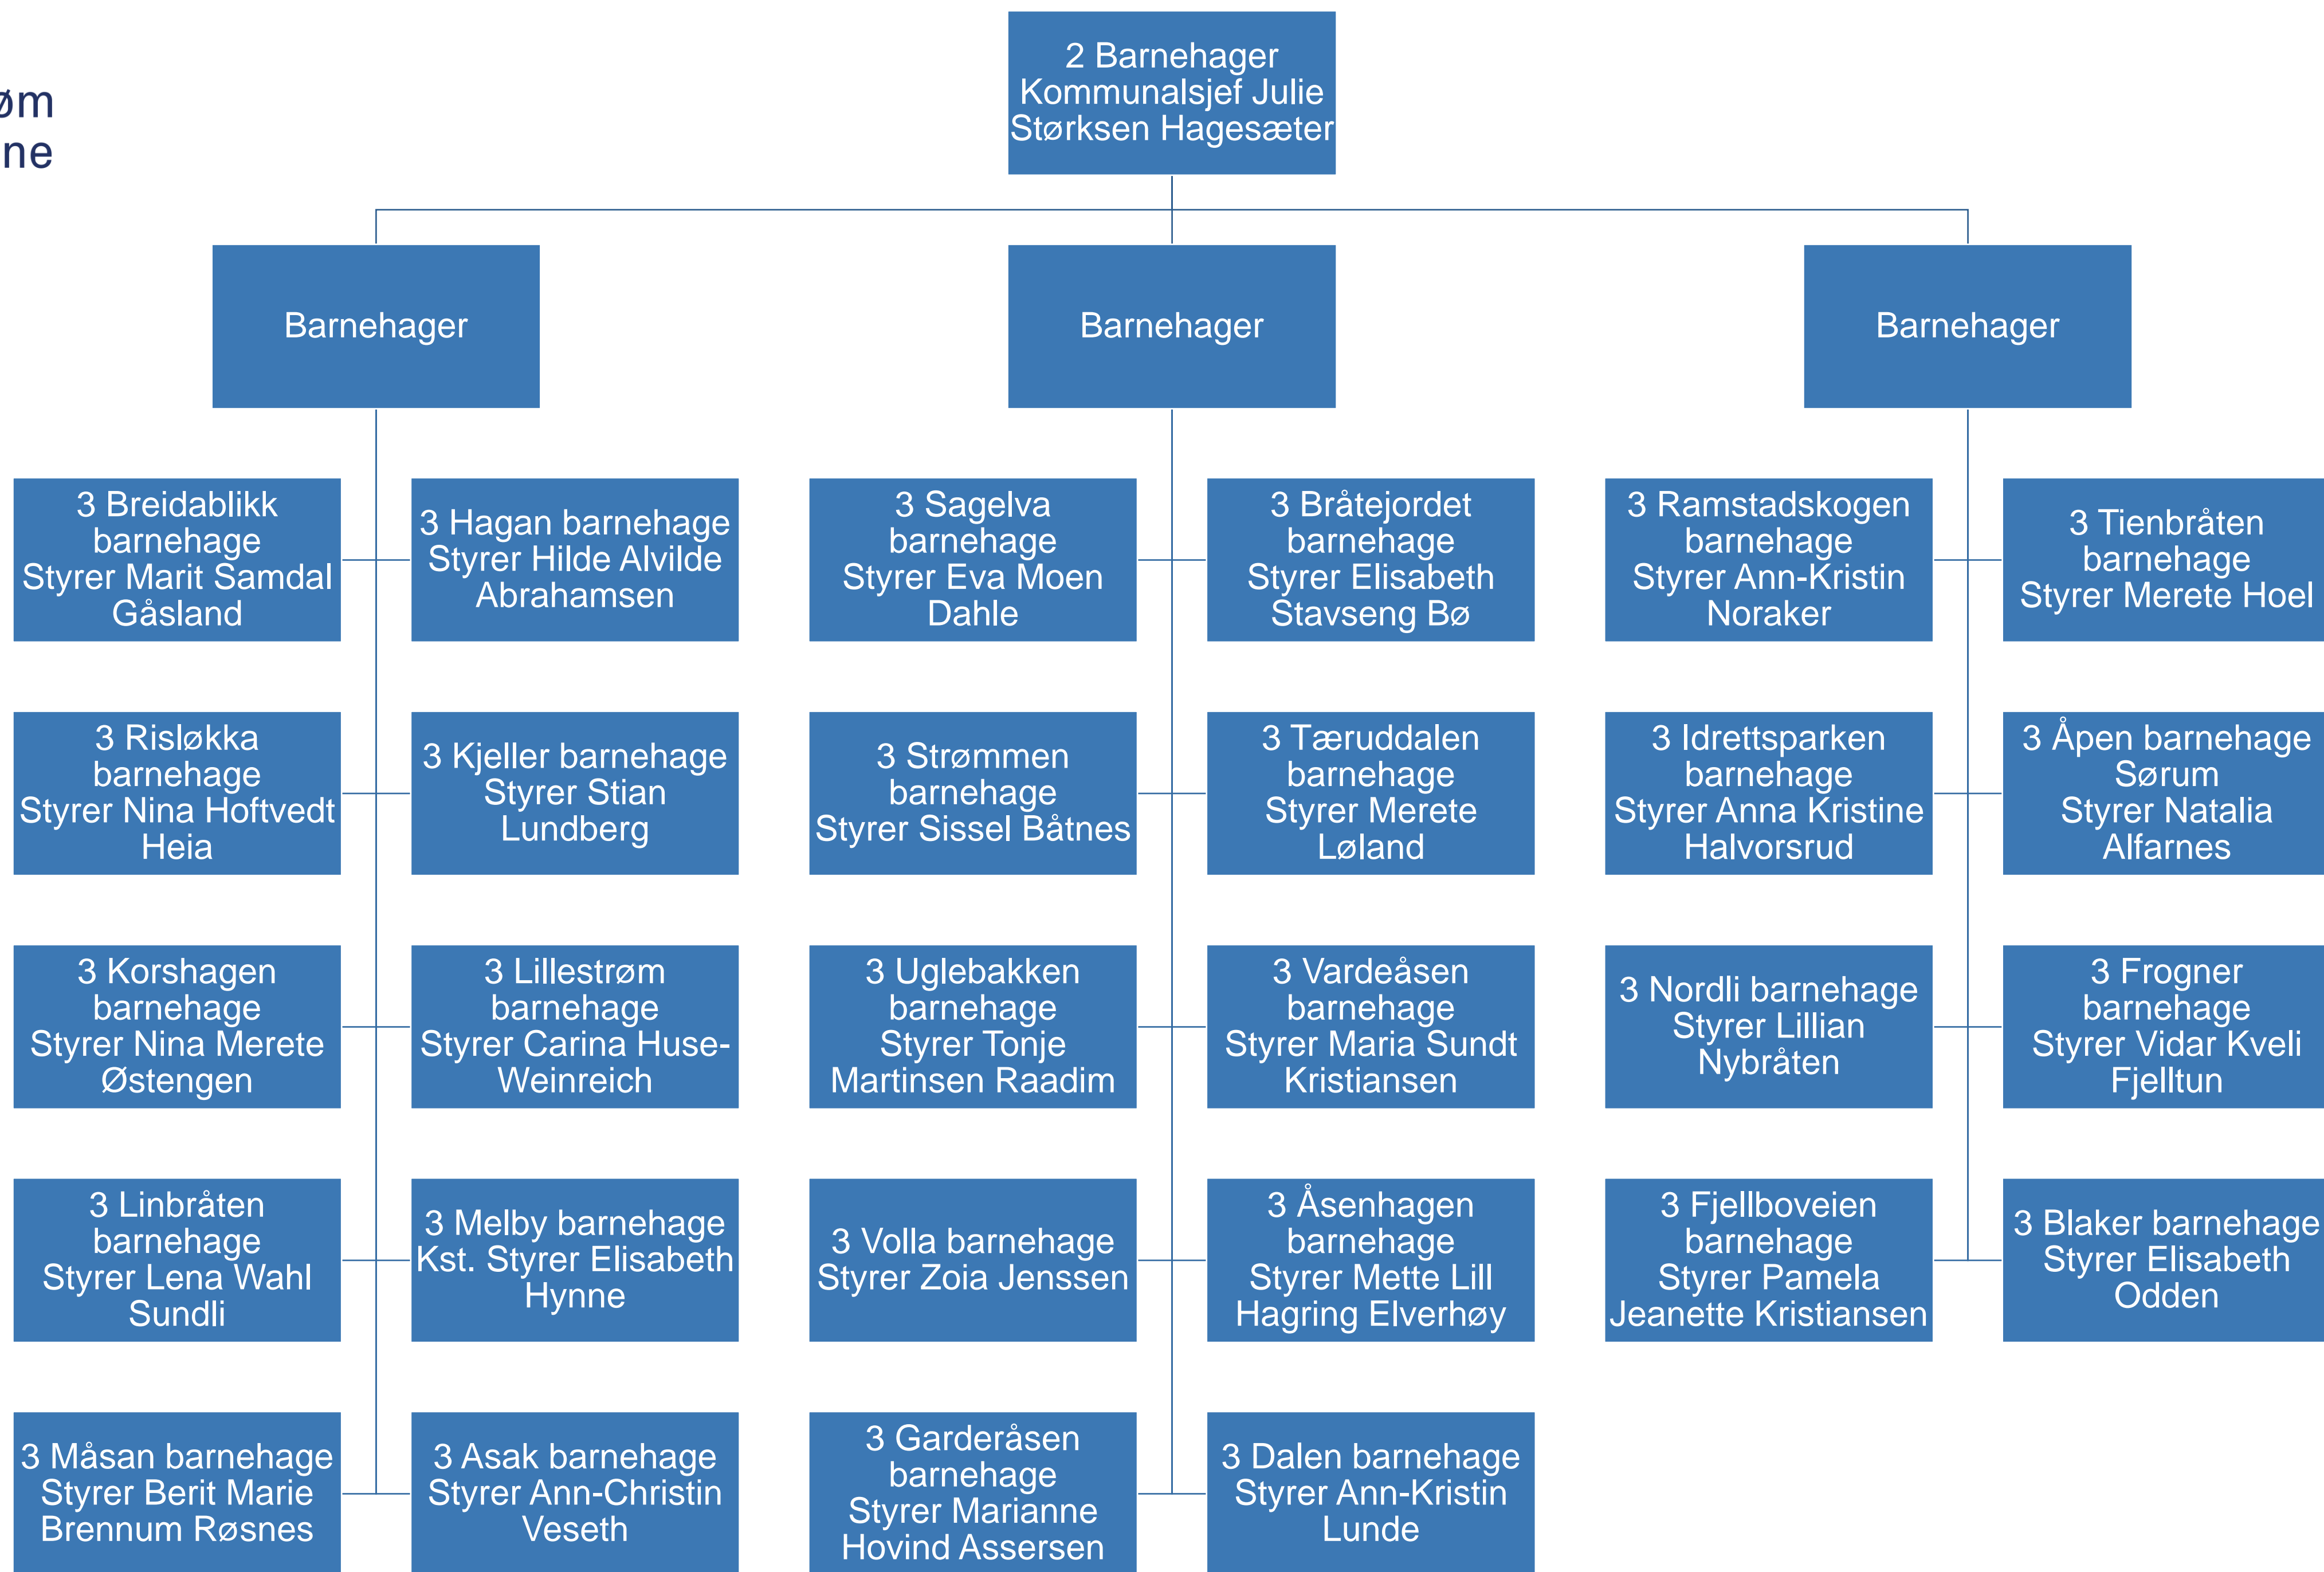 øm
ne
2 Barnehager
Kommunalsjef Julie
Størksen Hagesæter
Barnehager
Barnehager
Barnehager
3 Breidablikk
barnehage
Styrer Marit Samdal
Gåsland
3 Hagan barnehage
Styrer Hilde Alvilde
Abrahamsen
3 Sagelva
barnehage
Styrer Eva Moen
Dahle
3 Bråtejordet
barnehage
Styrer Elisabeth
Stavseng Bø
3 Ramstadskogen
barnehage
Styrer Ann-Kristin
Noraker
3 Tienbråten
barnehage
Styrer Merete Hoel
3 Risløkka
barnehage
Styrer Nina Hoftvedt
Heia
3 Kjeller barnehage
Styrer Stian
Lundberg
3 Strømmen
barnehage
Styrer Sissel Båtnes
3 Tæruddalen
barnehage
Styrer Merete
Løland
3 Idrettsparken
barnehage
Styrer Anna Kristine
Halvorsrud
3 Åpen barnehage
Sørum
Styrer Natalia
Alfarnes
3 Korshagen
barnehage
Styrer Nina Merete
Østengen
3 Lillestrøm
barnehage
Styrer Carina Huse-
Weinreich
3 Uglebakken
barnehage
Styrer Tonje
Martinsen Raadim
3 Vardeåsen
barnehage
Styrer Maria Sundt
Kristiansen
3 Nordli barnehage
Styrer Lillian
Nybråten
3 Frogner
barnehage
Styrer Vidar Kveli
Fjelltun
3 Linbråten
barnehage
Styrer Lena Wahl
Sundli
3 Melby barnehage
Kst. Styrer Elisabeth
Hynne
3 Volla barnehage
Styrer Zoia Jenssen
3 Åsenhagen
barnehage
Styrer Mette Lill
Hagring Elverhøy
3 Fjellboveien
barnehage
Styrer Pamela
Jeanette Kristiansen
3 Blaker barnehage
Styrer Elisabeth
Odden
3 Måsan barnehage
Styrer Berit Marie
Brennum Røsnes
3 Asak barnehage
Styrer Ann-Christin
Veseth
3 Garderåsen
barnehage
Styrer Marianne
Hovind Assersen
3 Dalen barnehage
Styrer Ann-Kristin
Lunde